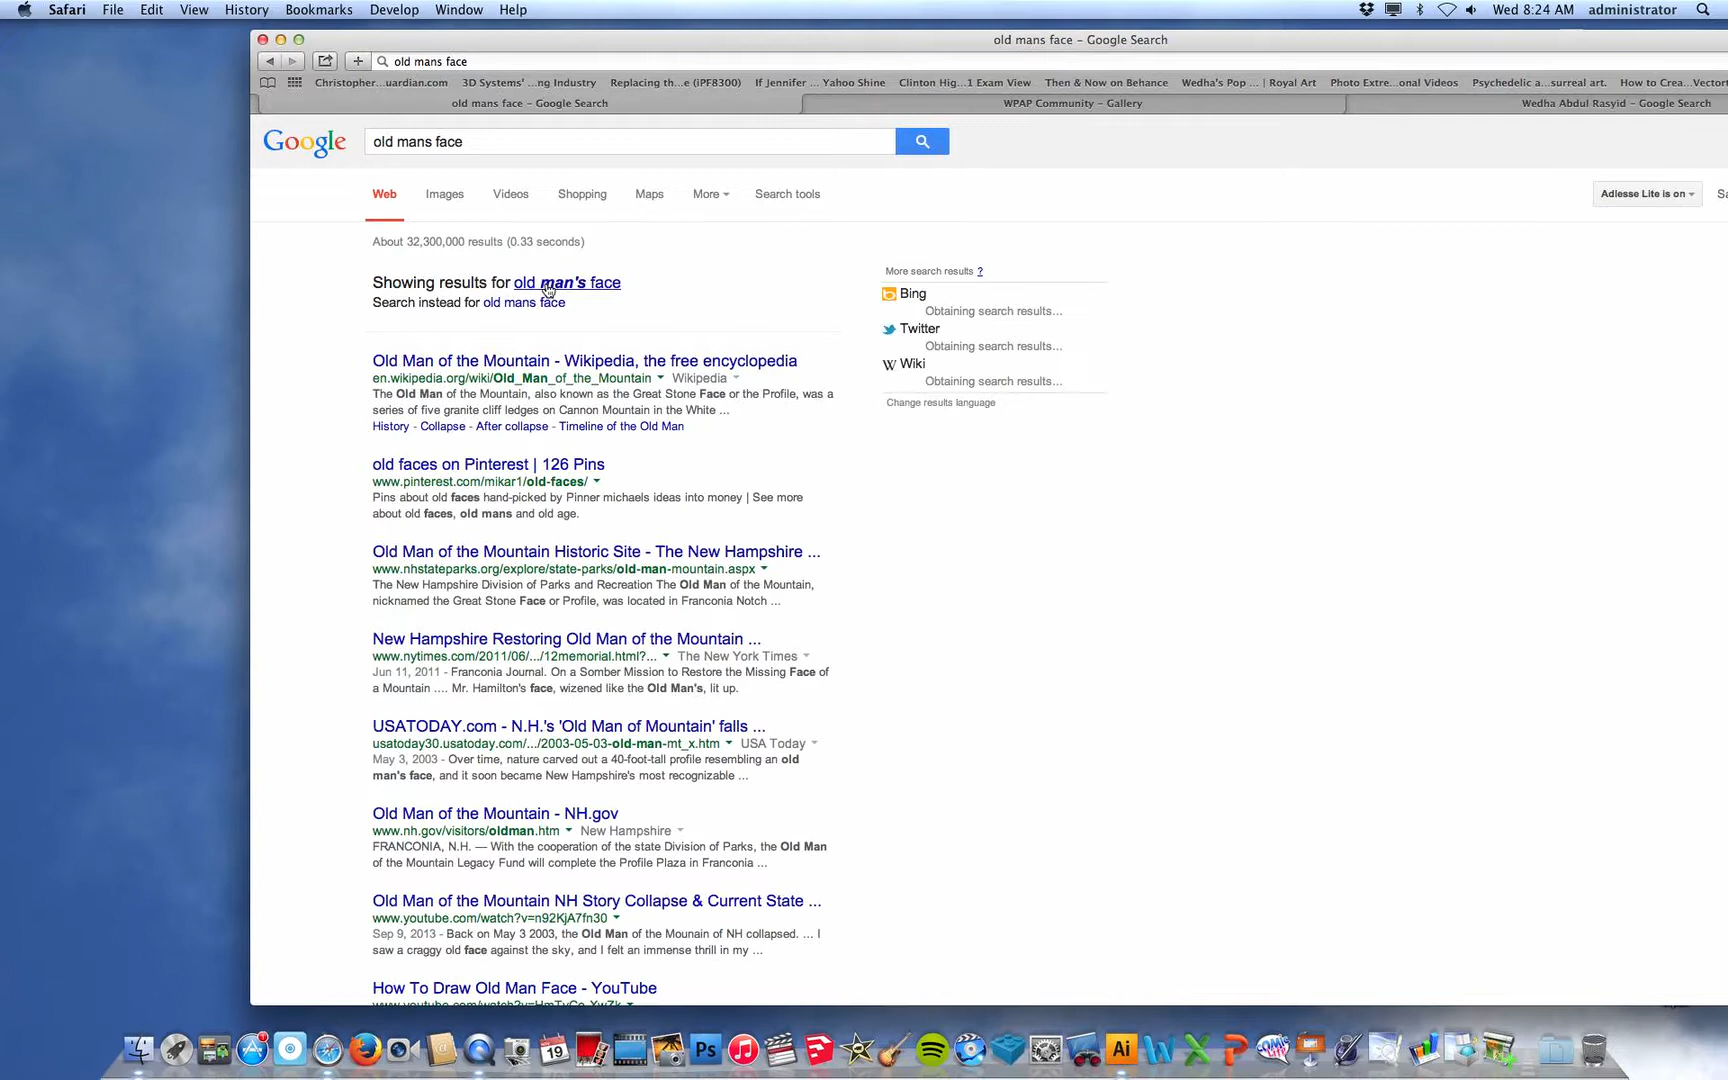 Safari File Edit View History Bookmarks Develop Window Help Wed 8:24 AM administrator
old mans face – Google Search
old mans face
Christopher...uardian.com 3D Systems' ...ng Industry Replacing th...e (iPF8300) If Jennifer ... Yahoo Shine Clinton Hig...1 Exam View Then & Now on Behance Wedha's Pop ... | Royal Art Photo Extre...onal Videos Psychedelic a...surreal art. How to Crea...Vector
old mans face – Google Search WPAP Community – Gallery Wedha Abdul Rasyid – Google Search
Google old mans face
Web Images Videos Shopping Maps More Search tools Adlesse Lite is on
About 32,300,000 results (0.33 seconds)
Showing results for old man's face
Search instead for old mans face
Old Man of the Mountain - Wikipedia, the free encyclopedia
en.wikipedia.org/wiki/Old_Man_of_the_Mountain Wikipedia
The Old Man of the Mountain, also known as the Great Stone Face or the Profile, was a
series of five granite cliff ledges on Cannon Mountain in the White ...
History - Collapse - After collapse - Timeline of the Old Man
old faces on Pinterest | 126 Pins
www.pinterest.com/mikar1/old-faces/
Pins about old faces hand-picked by Pinner michaels ideas into money | See more
about old faces, old mans and old age.
Old Man of the Mountain Historic Site - The New Hampshire ...
www.nhstateparks.org/explore/state-parks/old-man-mountain.aspx
The New Hampshire Division of Parks and Recreation The Old Man of the Mountain,
nicknamed the Great Stone Face or Profile, was located in Franconia Notch ...
New Hampshire Restoring Old Man of the Mountain ...
www.nytimes.com/2011/06/.../12memorial.html?... The New York Times
Jun 11, 2011 - Franconia Journal. On a Somber Mission to Restore the Missing Face of
a Mountain .... Mr. Hamilton's face, wizened like the Old Man's, lit up.
USATODAY.com - N.H.'s 'Old Man of Mountain' falls ...
usatoday30.usatoday.com/.../2003-05-03-old-man-mt_x.htm USA Today
May 3, 2003 - Over time, nature carved out a 40-foot-tall profile resembling an old
man's face, and it soon became New Hampshire's most recognizable ...
Old Man of the Mountain - NH.gov
www.nh.gov/visitors/oldman.htm New Hampshire
FRANCONIA, N.H. — With the cooperation of the state Division of Parks, the Old Man
of the Mountain Legacy Fund will complete the Profile Plaza in Franconia ...
Old Man of the Mountain NH Story Collapse & Current State ...
www.youtube.com/watch?v=n92KjA7fn30
Sep 9, 2013 - Back on May 3 2003, the Old Man of the Mounain of NH collapsed. ... I
saw a craggy old face against the sky, and I felt an immense thrill in my ...
How To Draw Old Man Face - YouTube
More search results ?
Bing
Obtaining search results...
Twitter
Obtaining search results...
W Wiki
Obtaining search results...
Change results language
19 Ps Ai W X P